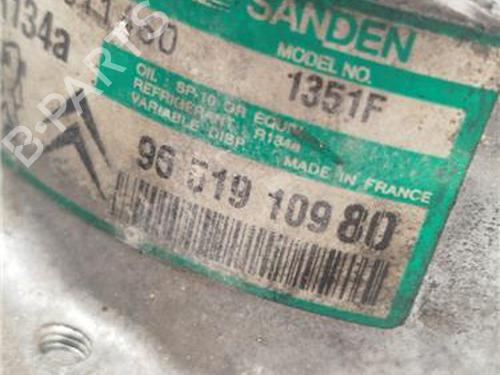 SANDEN
R134a
MODEL NO.
1351F
OIL : SP-10 OR EQUIV
REFRIGERANT : R134a
VARIABLE DISP.
MADE IN FRANCE
96 519 109 80
B-PARTS